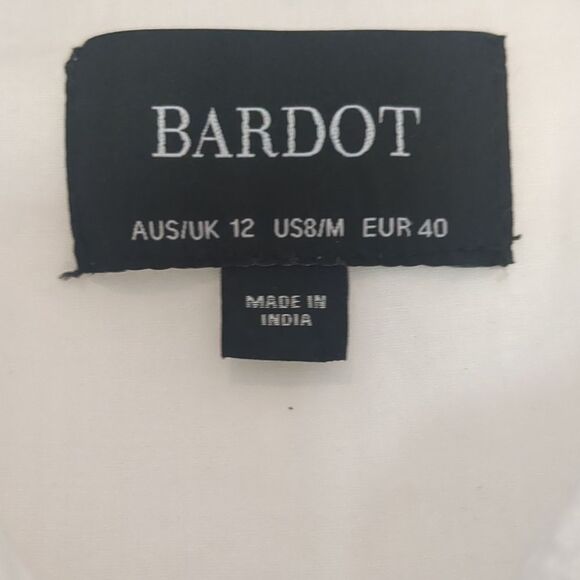 BARDOT
AUS/UK 12 US8/M EUR 40
MADE IN
INDIA